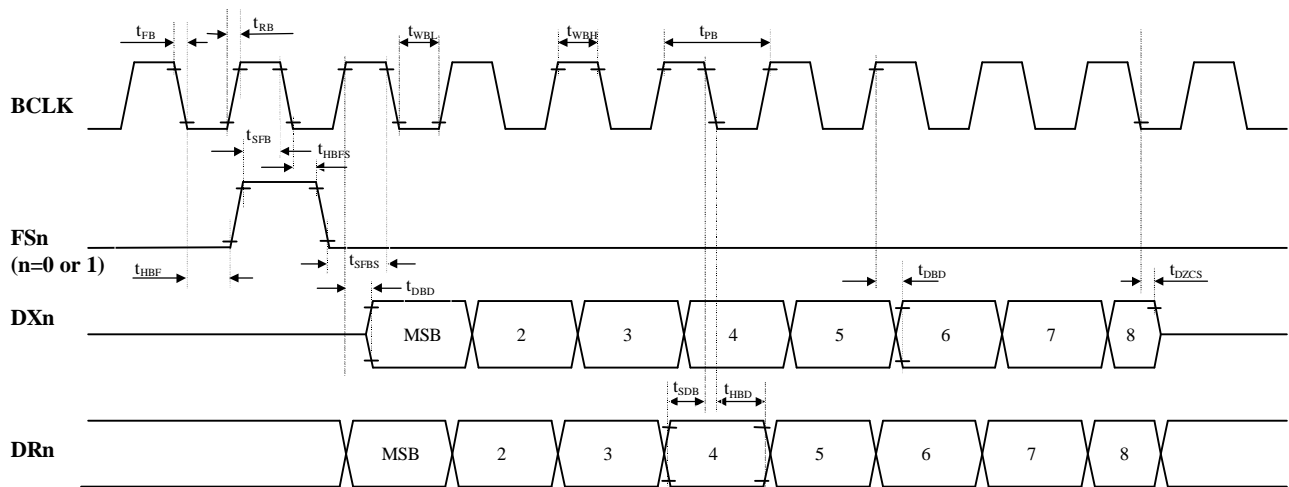 tFB tRB tWBL tWBH tPB
BCLK
tSFB tHBFS
FSn
(n=0 or 1)
tHBF tSFBS tDBD tDBD tDZCS
DXn MSB 2 3 4 5 6 7 8
tSDB tHBD
DRn MSB 2 3 4 5 6 7 8